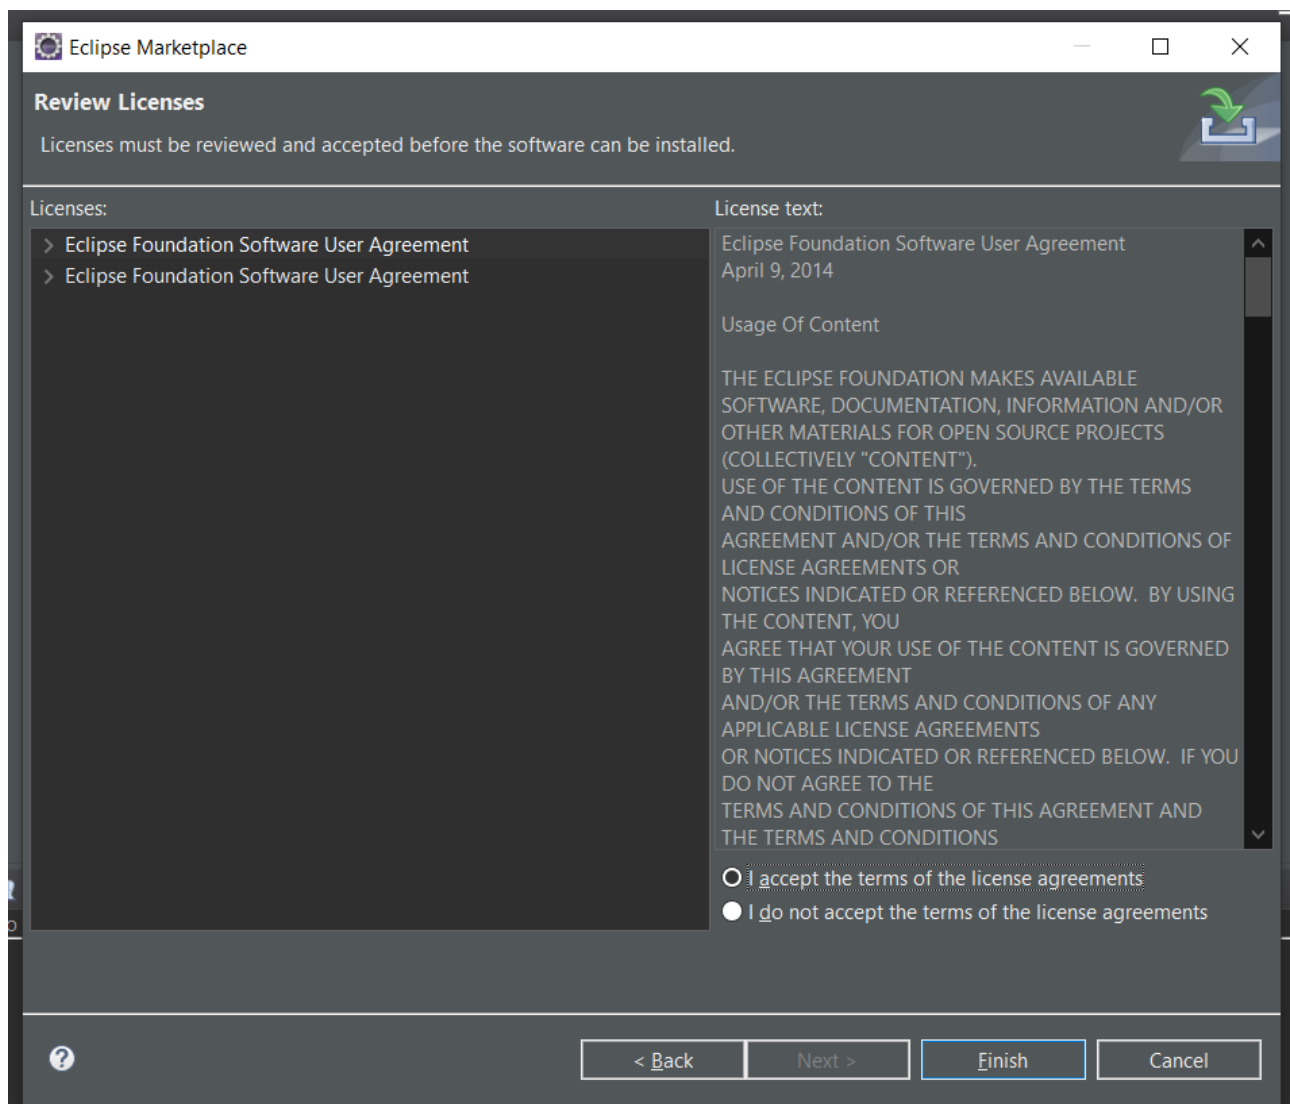 Eclipse Marketplace
Review Licenses
Licenses must be reviewed and accepted before the software can be installed.
Licenses:
Eclipse Foundation Software User Agreement
Eclipse Foundation Software User Agreement
License text:
Eclipse Foundation Software User Agreement
April 9, 2014
Usage Of Content
THE ECLIPSE FOUNDATION MAKES AVAILABLE
SOFTWARE, DOCUMENTATION, INFORMATION AND/OR
OTHER MATERIALS FOR OPEN SOURCE PROJECTS
(COLLECTIVELY "CONTENT").
USE OF THE CONTENT IS GOVERNED BY THE TERMS
AND CONDITIONS OF THIS
AGREEMENT AND/OR THE TERMS AND CONDITIONS OF
LICENSE AGREEMENTS OR
NOTICES INDICATED OR REFERENCED BELOW.  BY USING
THE CONTENT, YOU
AGREE THAT YOUR USE OF THE CONTENT IS GOVERNED
BY THIS AGREEMENT
AND/OR THE TERMS AND CONDITIONS OF ANY
APPLICABLE LICENSE AGREEMENTS
OR NOTICES INDICATED OR REFERENCED BELOW.  IF YOU
DO NOT AGREE TO THE
TERMS AND CONDITIONS OF THIS AGREEMENT AND
THE TERMS AND CONDITIONS
I accept the terms of the license agreements
I do not accept the terms of the license agreements
? < Back Next > Finish Cancel